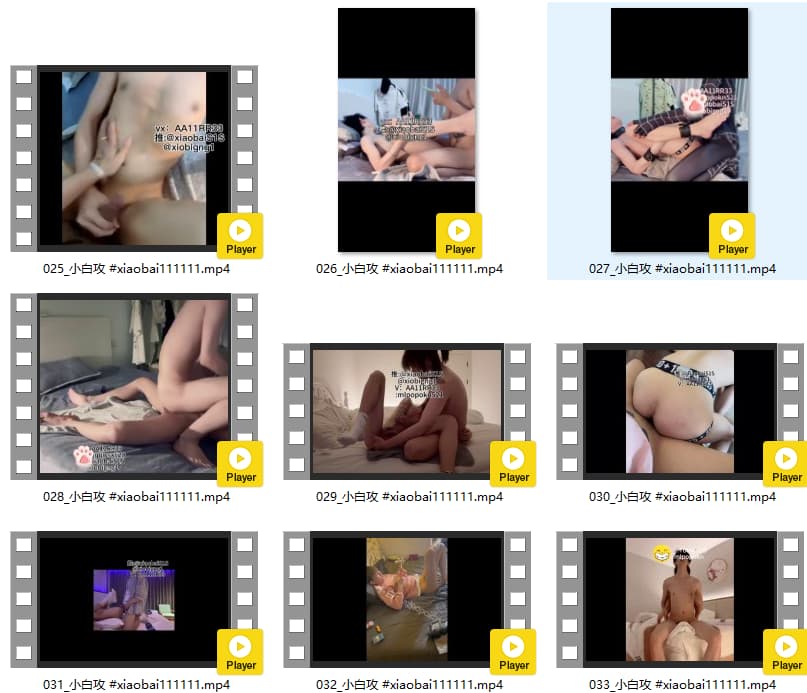 vx: AA11RR33
推:@xiaobai515
@xiobigng1
Player
Player
Player
025_小白攻 #xiaobai111111.mp4
026_小白攻 #xiaobai111111.mp4
027_小白攻 #xiaobai111111.mp4
Player
推:@xiaobai515
@xiobigng1
V: AA11RR33
:mlpopokn521
Player
Player
028_小白攻 #xiaobai111111.mp4
029_小白攻 #xiaobai111111.mp4
030_小白攻 #xiaobai111111.mp4
Player
Player
Player
031_小白攻 #xiaobai111111.mp4
032_小白攻 #xiaobai111111.mp4
033_小白攻 #xiaobai111111.mp4